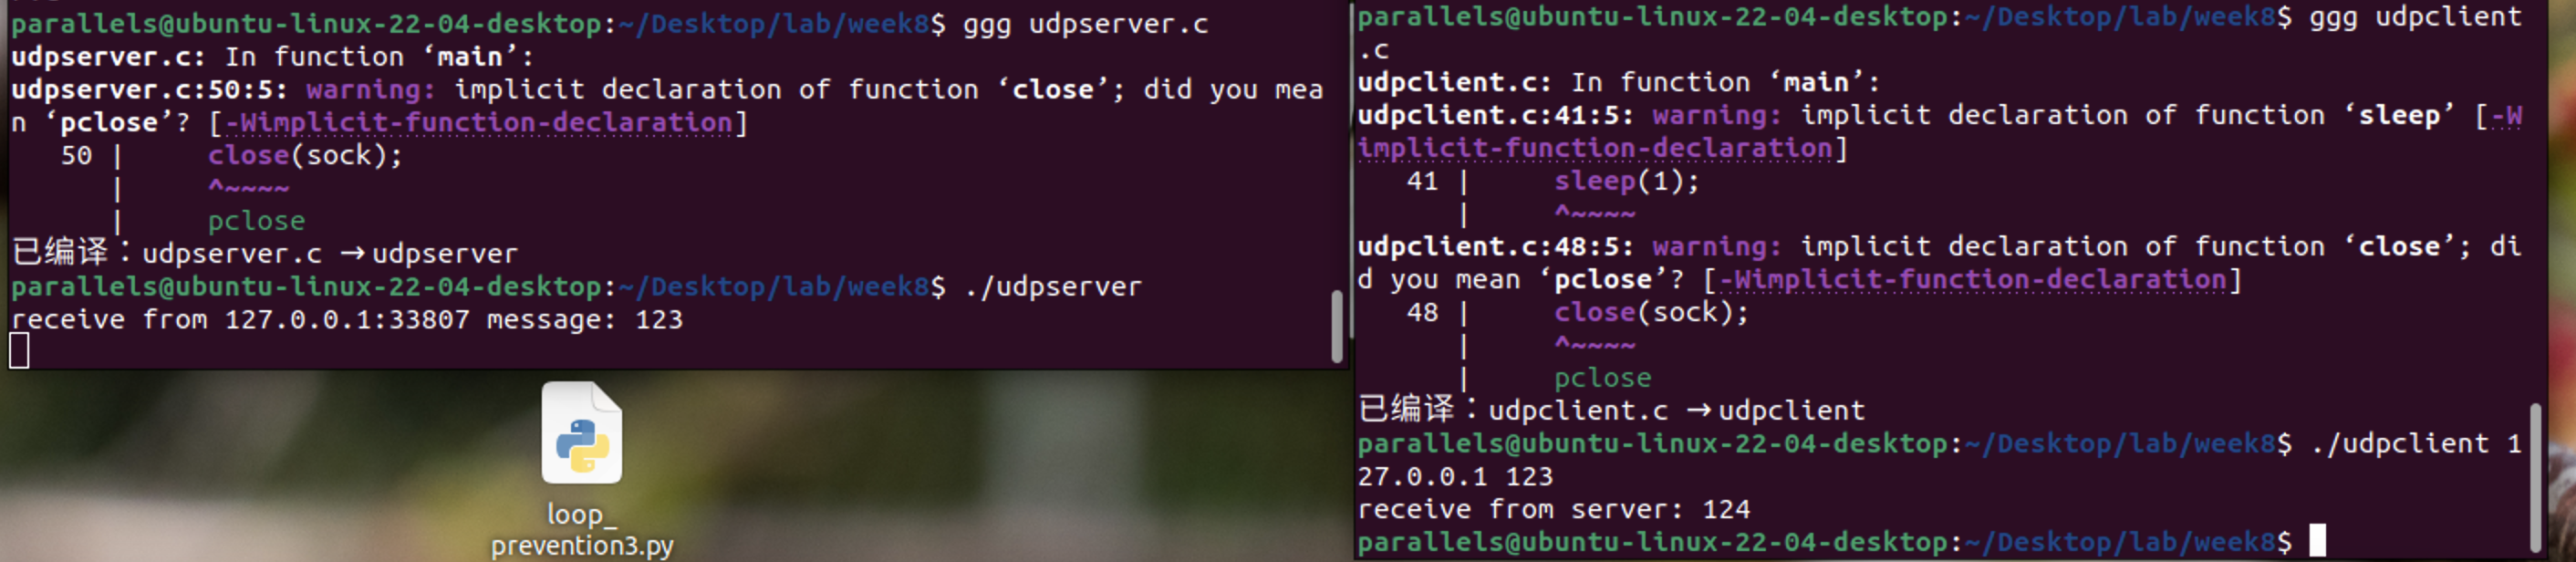 parallels@ubuntu-linux-22-04-desktop:~/Desktop/lab/week8$ ggg udpserver.c
udpserver.c: In function ‘main’:
udpserver.c:50:5: warning: implicit declaration of function ‘close’; did you mea
n ‘pclose’? [-Wimplicit-function-declaration]
   50 |     close(sock);
      |     ^~~~~
      |     pclose
已编译：udpserver.c →udpserver
parallels@ubuntu-linux-22-04-desktop:~/Desktop/lab/week8$ ./udpserver
receive from 127.0.0.1:33807 message: 123
loop_
prevention3.py
parallels@ubuntu-linux-22-04-desktop:~/Desktop/lab/week8$ ggg udpclient
.c
udpclient.c: In function ‘main’:
udpclient.c:41:5: warning: implicit declaration of function ‘sleep’ [-W
implicit-function-declaration]
   41 |     sleep(1);
      |     ^~~~~
udpclient.c:48:5: warning: implicit declaration of function ‘close’; di
d you mean ‘pclose’? [-Wimplicit-function-declaration]
   48 |     close(sock);
      |     ^~~~~
      |     pclose
已编译：udpclient.c →udpclient
parallels@ubuntu-linux-22-04-desktop:~/Desktop/lab/week8$ ./udpclient 1
27.0.0.1 123
receive from server: 124
parallels@ubuntu-linux-22-04-desktop:~/Desktop/lab/week8$